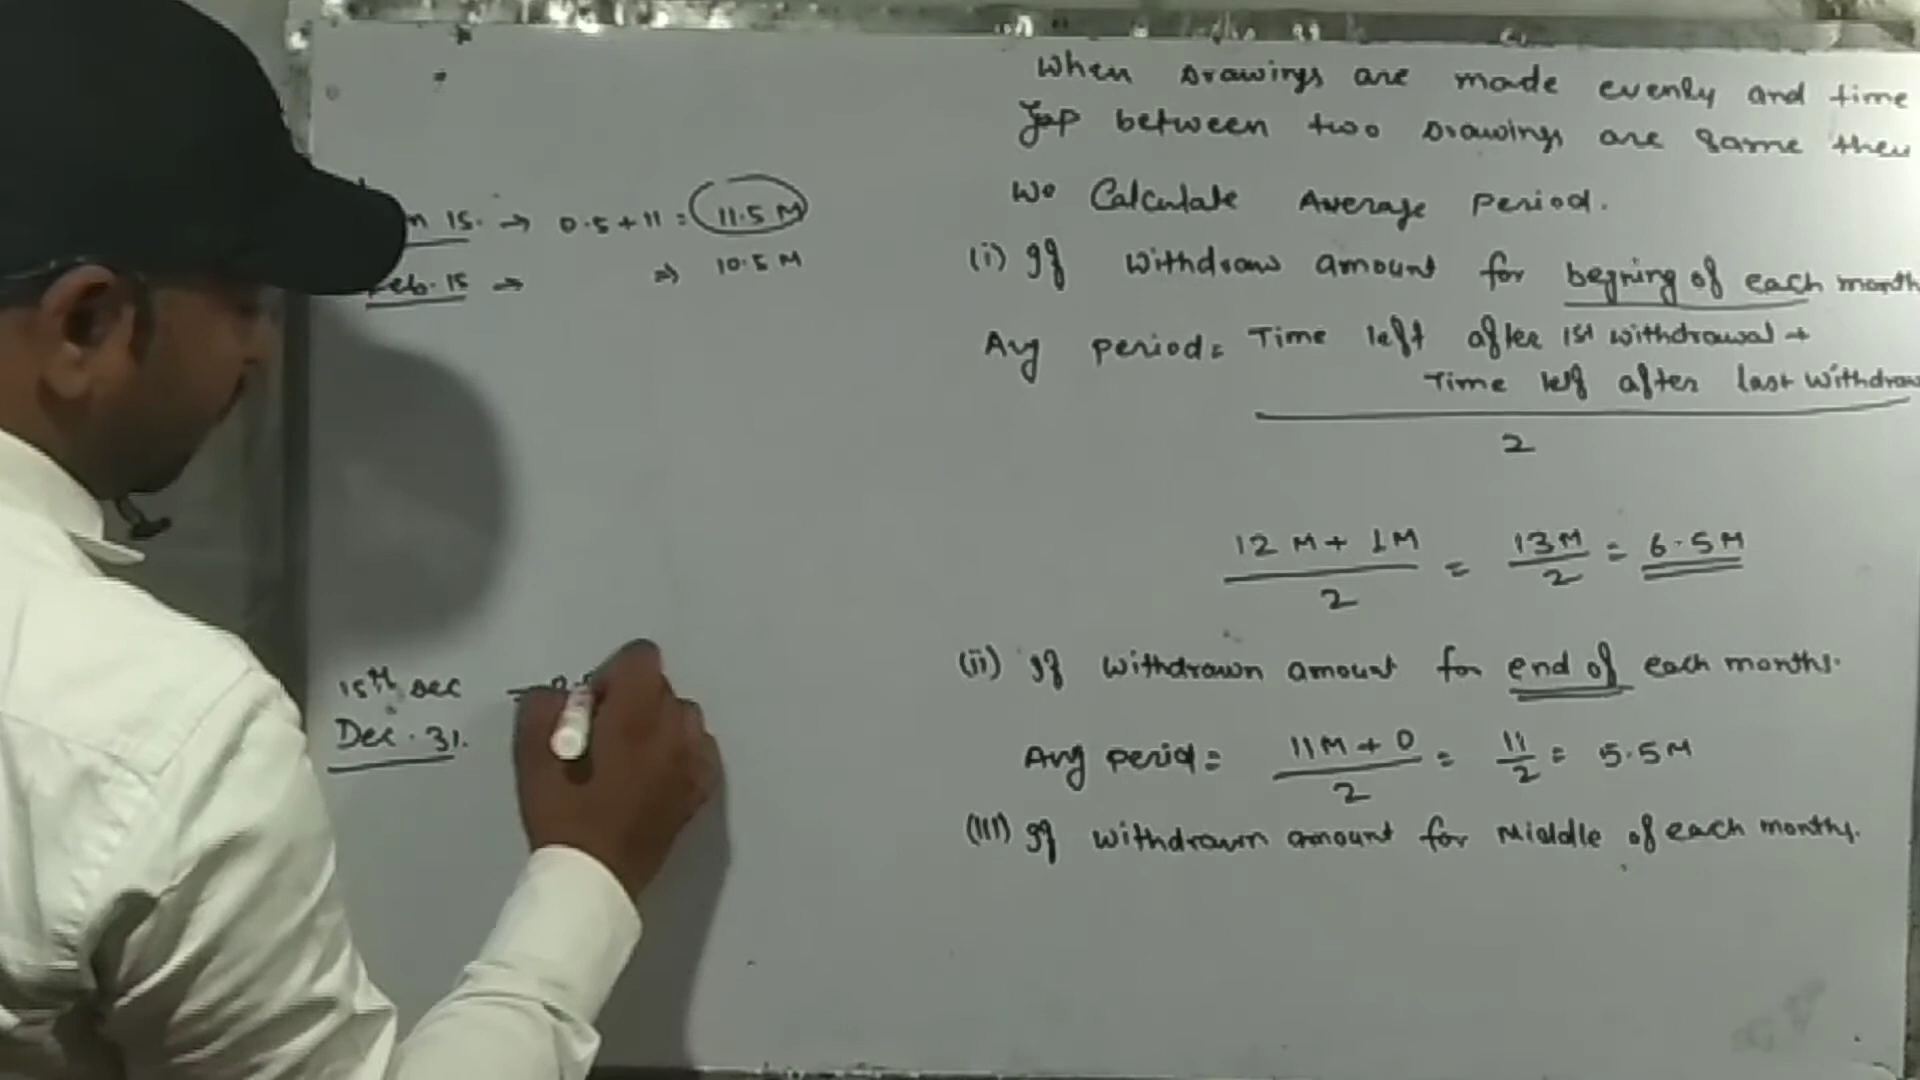 15. → 0.5 + 11 = 11.5 M
Feb. 15 → ⇒ 10.5 M
15th Dec
Dec. 31.
When Drawings are made evenly and time
gap between two Drawings are same then
We Calculate Average Period.
(i) If withdraw amount for begning of each month
Avg period = Time left after 1st withdrawal +
Time left after last withdraw
2
12 M + 1 M / 2 = 13 M / 2 = 6.5 M
(ii) If withdrawn amount for end of each months.
Avg period = 11 M + 0 / 2 = 11 / 2 = 5.5 M
(III) If withdrawn amount for Middle of each months.